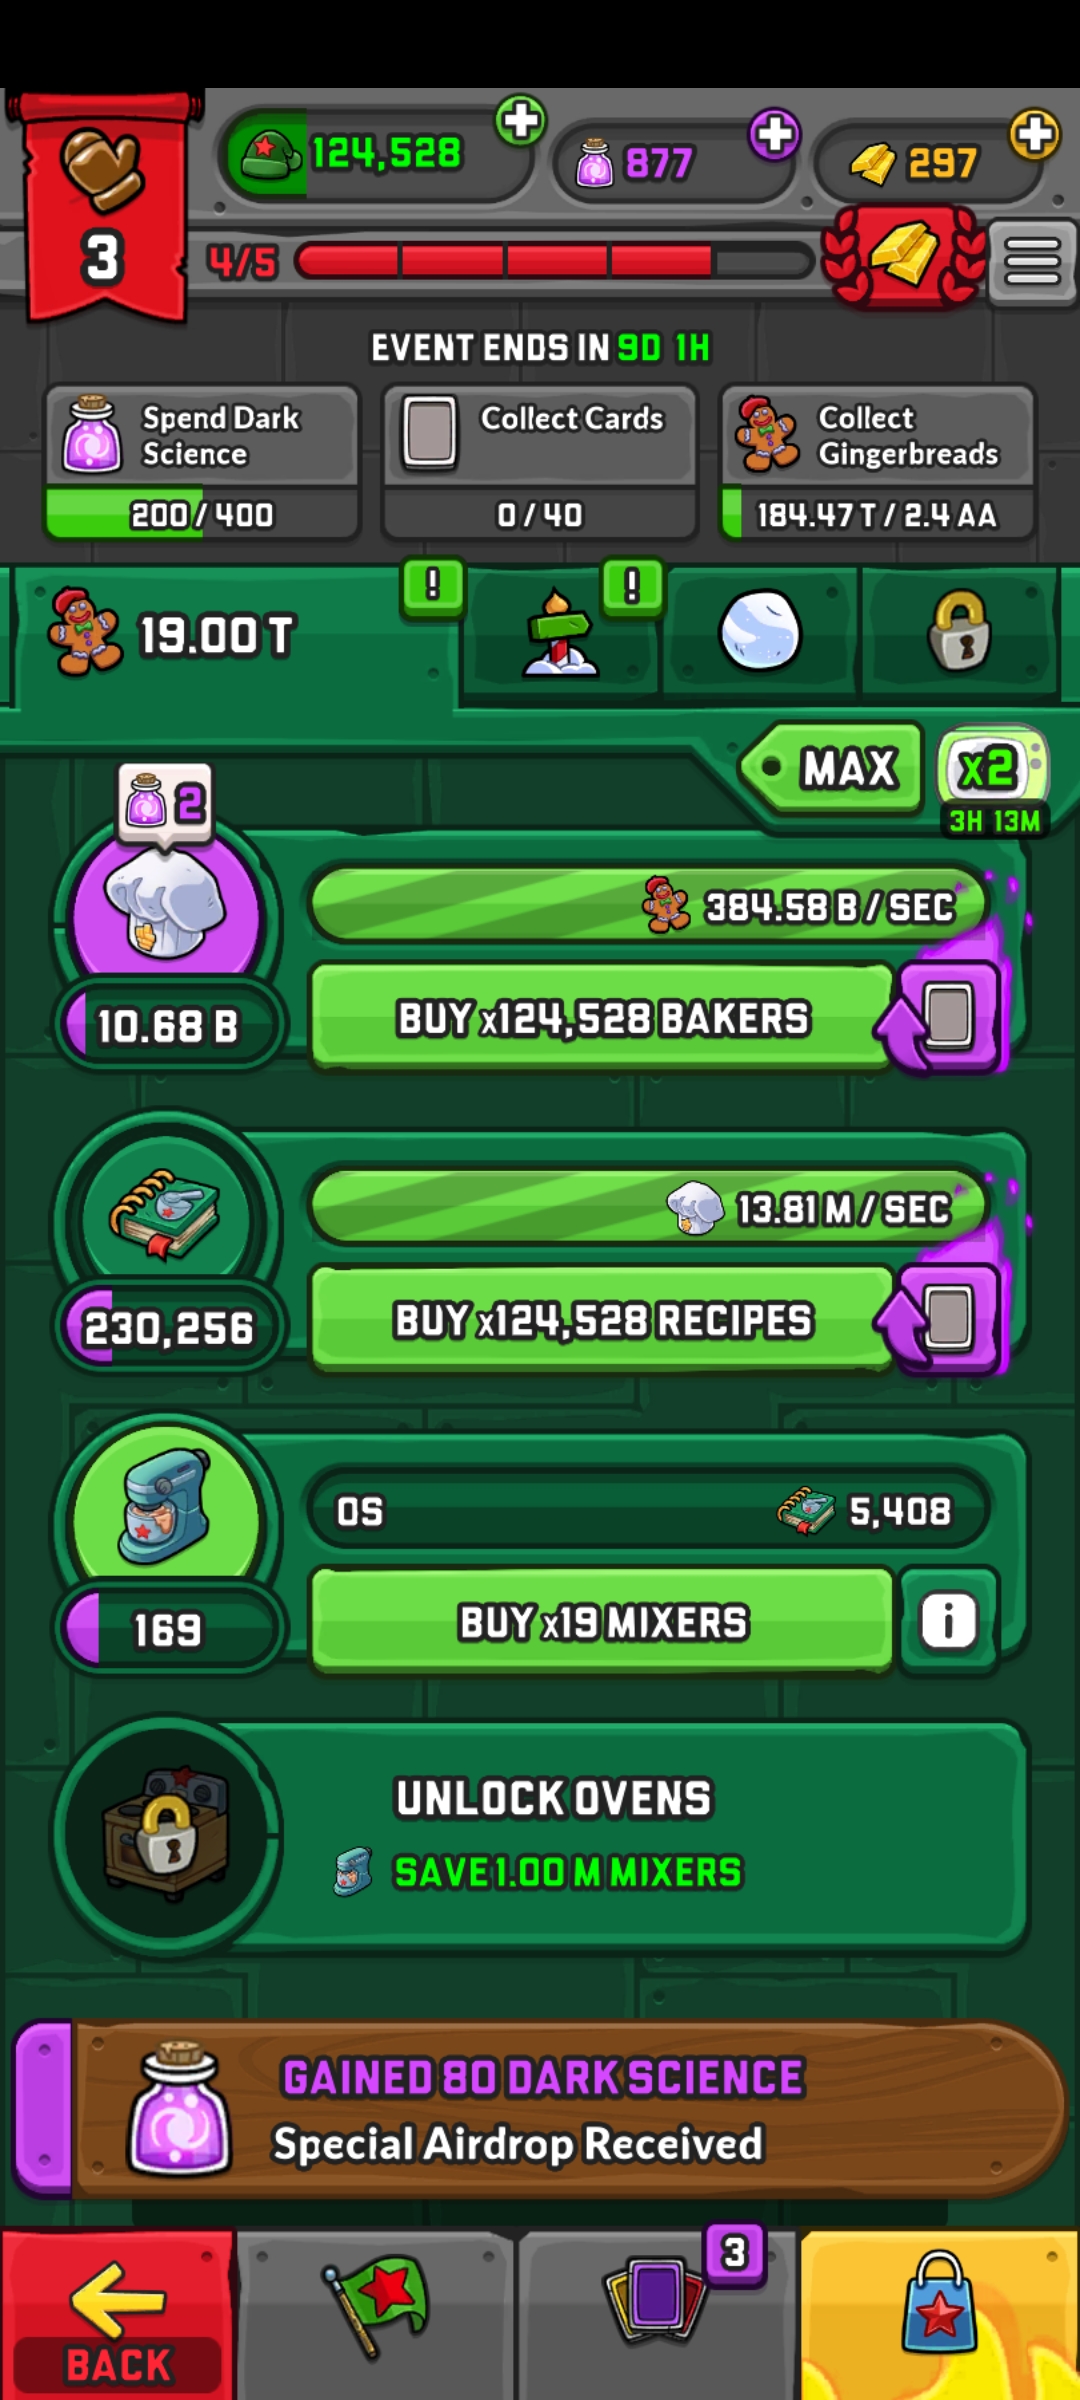 3
124,528
877
297
4/5
EVENT ENDS IN 9D 1H
Spend Dark
Science
200 / 400
Collect Cards
0 / 40
Collect
Gingerbreads
184.47 T / 2.4 AA
19.00 T
!
!
MAX
x2
3H 13M
2
10.68 B
384.58 B / SEC
BUY x124,528 BAKERS
230,256
13.81 M / SEC
BUY x124,528 RECIPES
169
0S
5,408
BUY x19 MIXERS
i
UNLOCK OVENS
SAVE 1.00 M MIXERS
GAINED 80 DARK SCIENCE
Special Airdrop Received
BACK
3